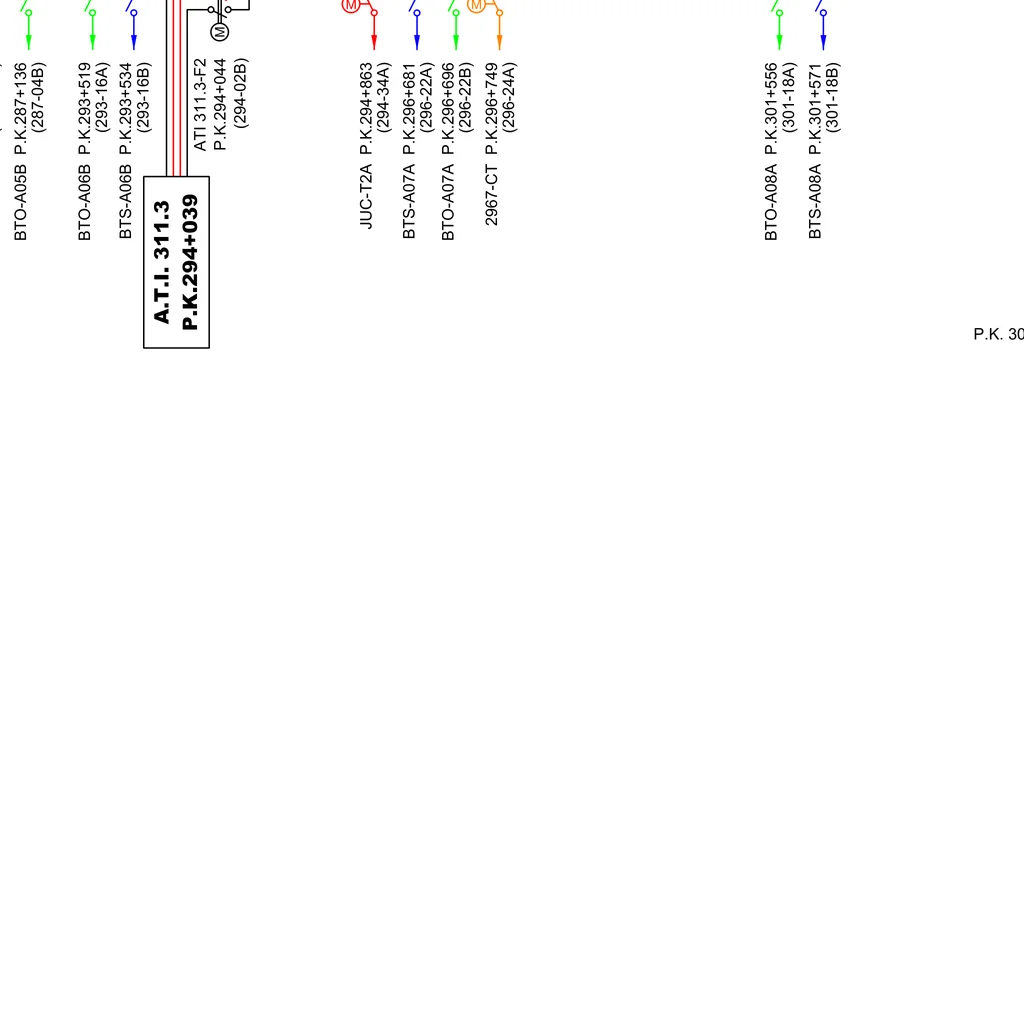 BTO-A05B P.K.287+136
(287-04B)
BTO-A06B P.K.293+519
(293-16A)
BTS-A06B P.K.293+534
(293-16B)
A.T.I. 311.3
P.K.294+039
ATI 311.3-F2
P.K.294+044
(294-02B)
M
M
JUC-T2A P.K.294+863
(294-34A)
BTS-A07A P.K.296+681
(296-22A)
BTO-A07A P.K.296+696
(296-22B)
M
2967-CT P.K.296+749
(296-24A)
BTO-A08A P.K.301+556
(301-18A)
BTS-A08A P.K.301+571
(301-18B)
P.K. 30